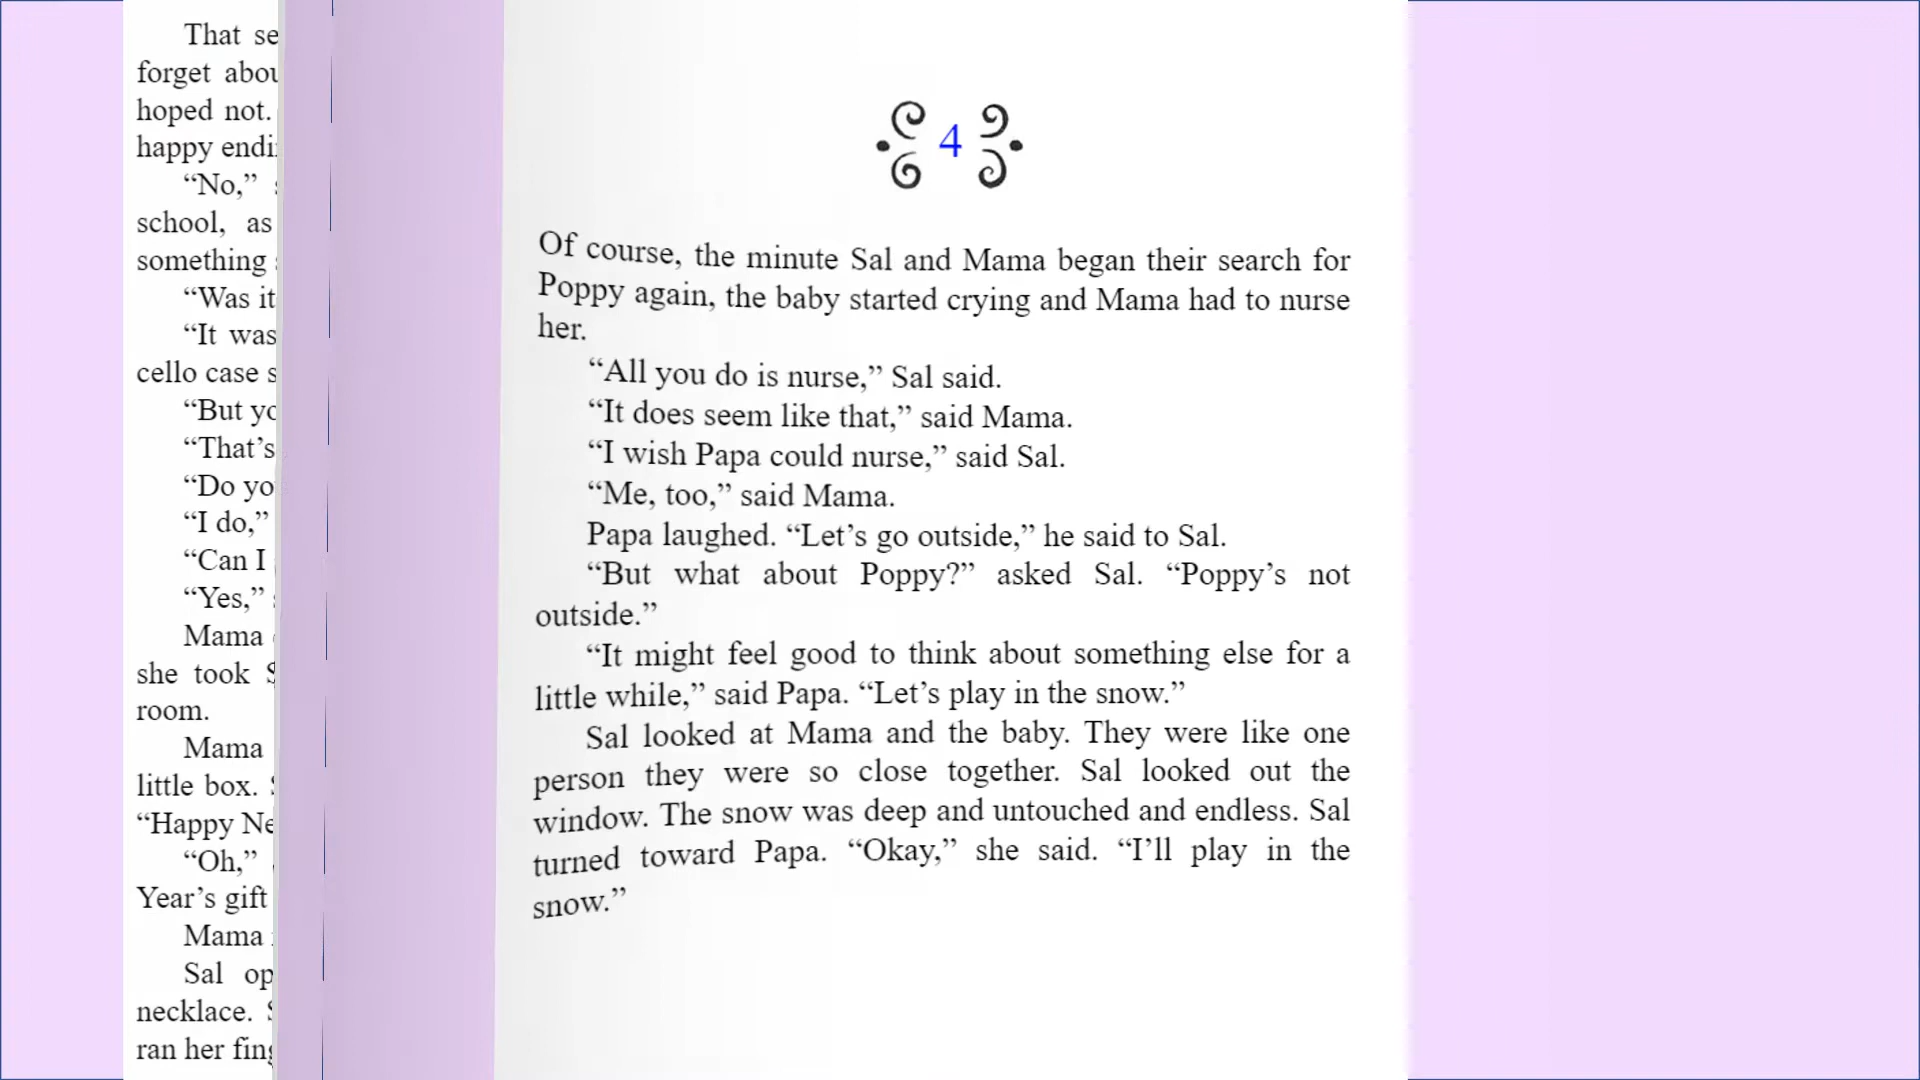 That
forget
hoped not.
happy
“No,”
school, as
something
“Was it
“It was
cello case
“But
“That’s
“Do
“I do,”
“Can I
“Yes,”
Mama
she took
room.
Mama
little box.
“Happy
“Oh,”
Year’s gift
Mama
Sal
necklace.
ran her
4
Of course, the minute Sal and Mama began their search for
Poppy again, the baby started crying and Mama had to nurse
her.
“All you do is nurse,” Sal said.
“It does seem like that,” said Mama.
“I wish Papa could nurse,” said Sal.
“Me, too,” said Mama.
Papa laughed. “Let’s go outside,” he said to Sal.
“But what about Poppy?” asked Sal. “Poppy’s not
outside.”
“It might feel good to think about something else for a
little while,” said Papa. “Let’s play in the snow.”
Sal looked at Mama and the baby. They were like one
person they were so close together. Sal looked out the
window. The snow was deep and untouched and endless. Sal
turned toward Papa. “Okay,” she said. “I’ll play in the
snow.”